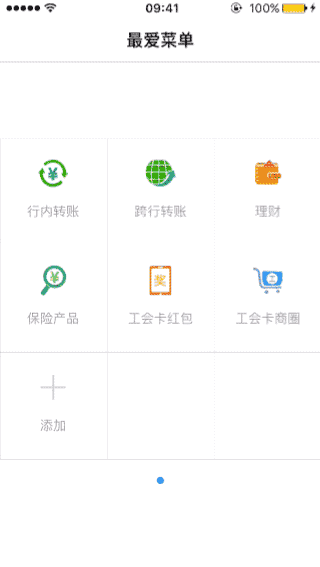 09:41 100%
最爱菜单
行内转账 跨行转账 理财
保险产品 工会卡红包 工会卡商圈
奖
添加